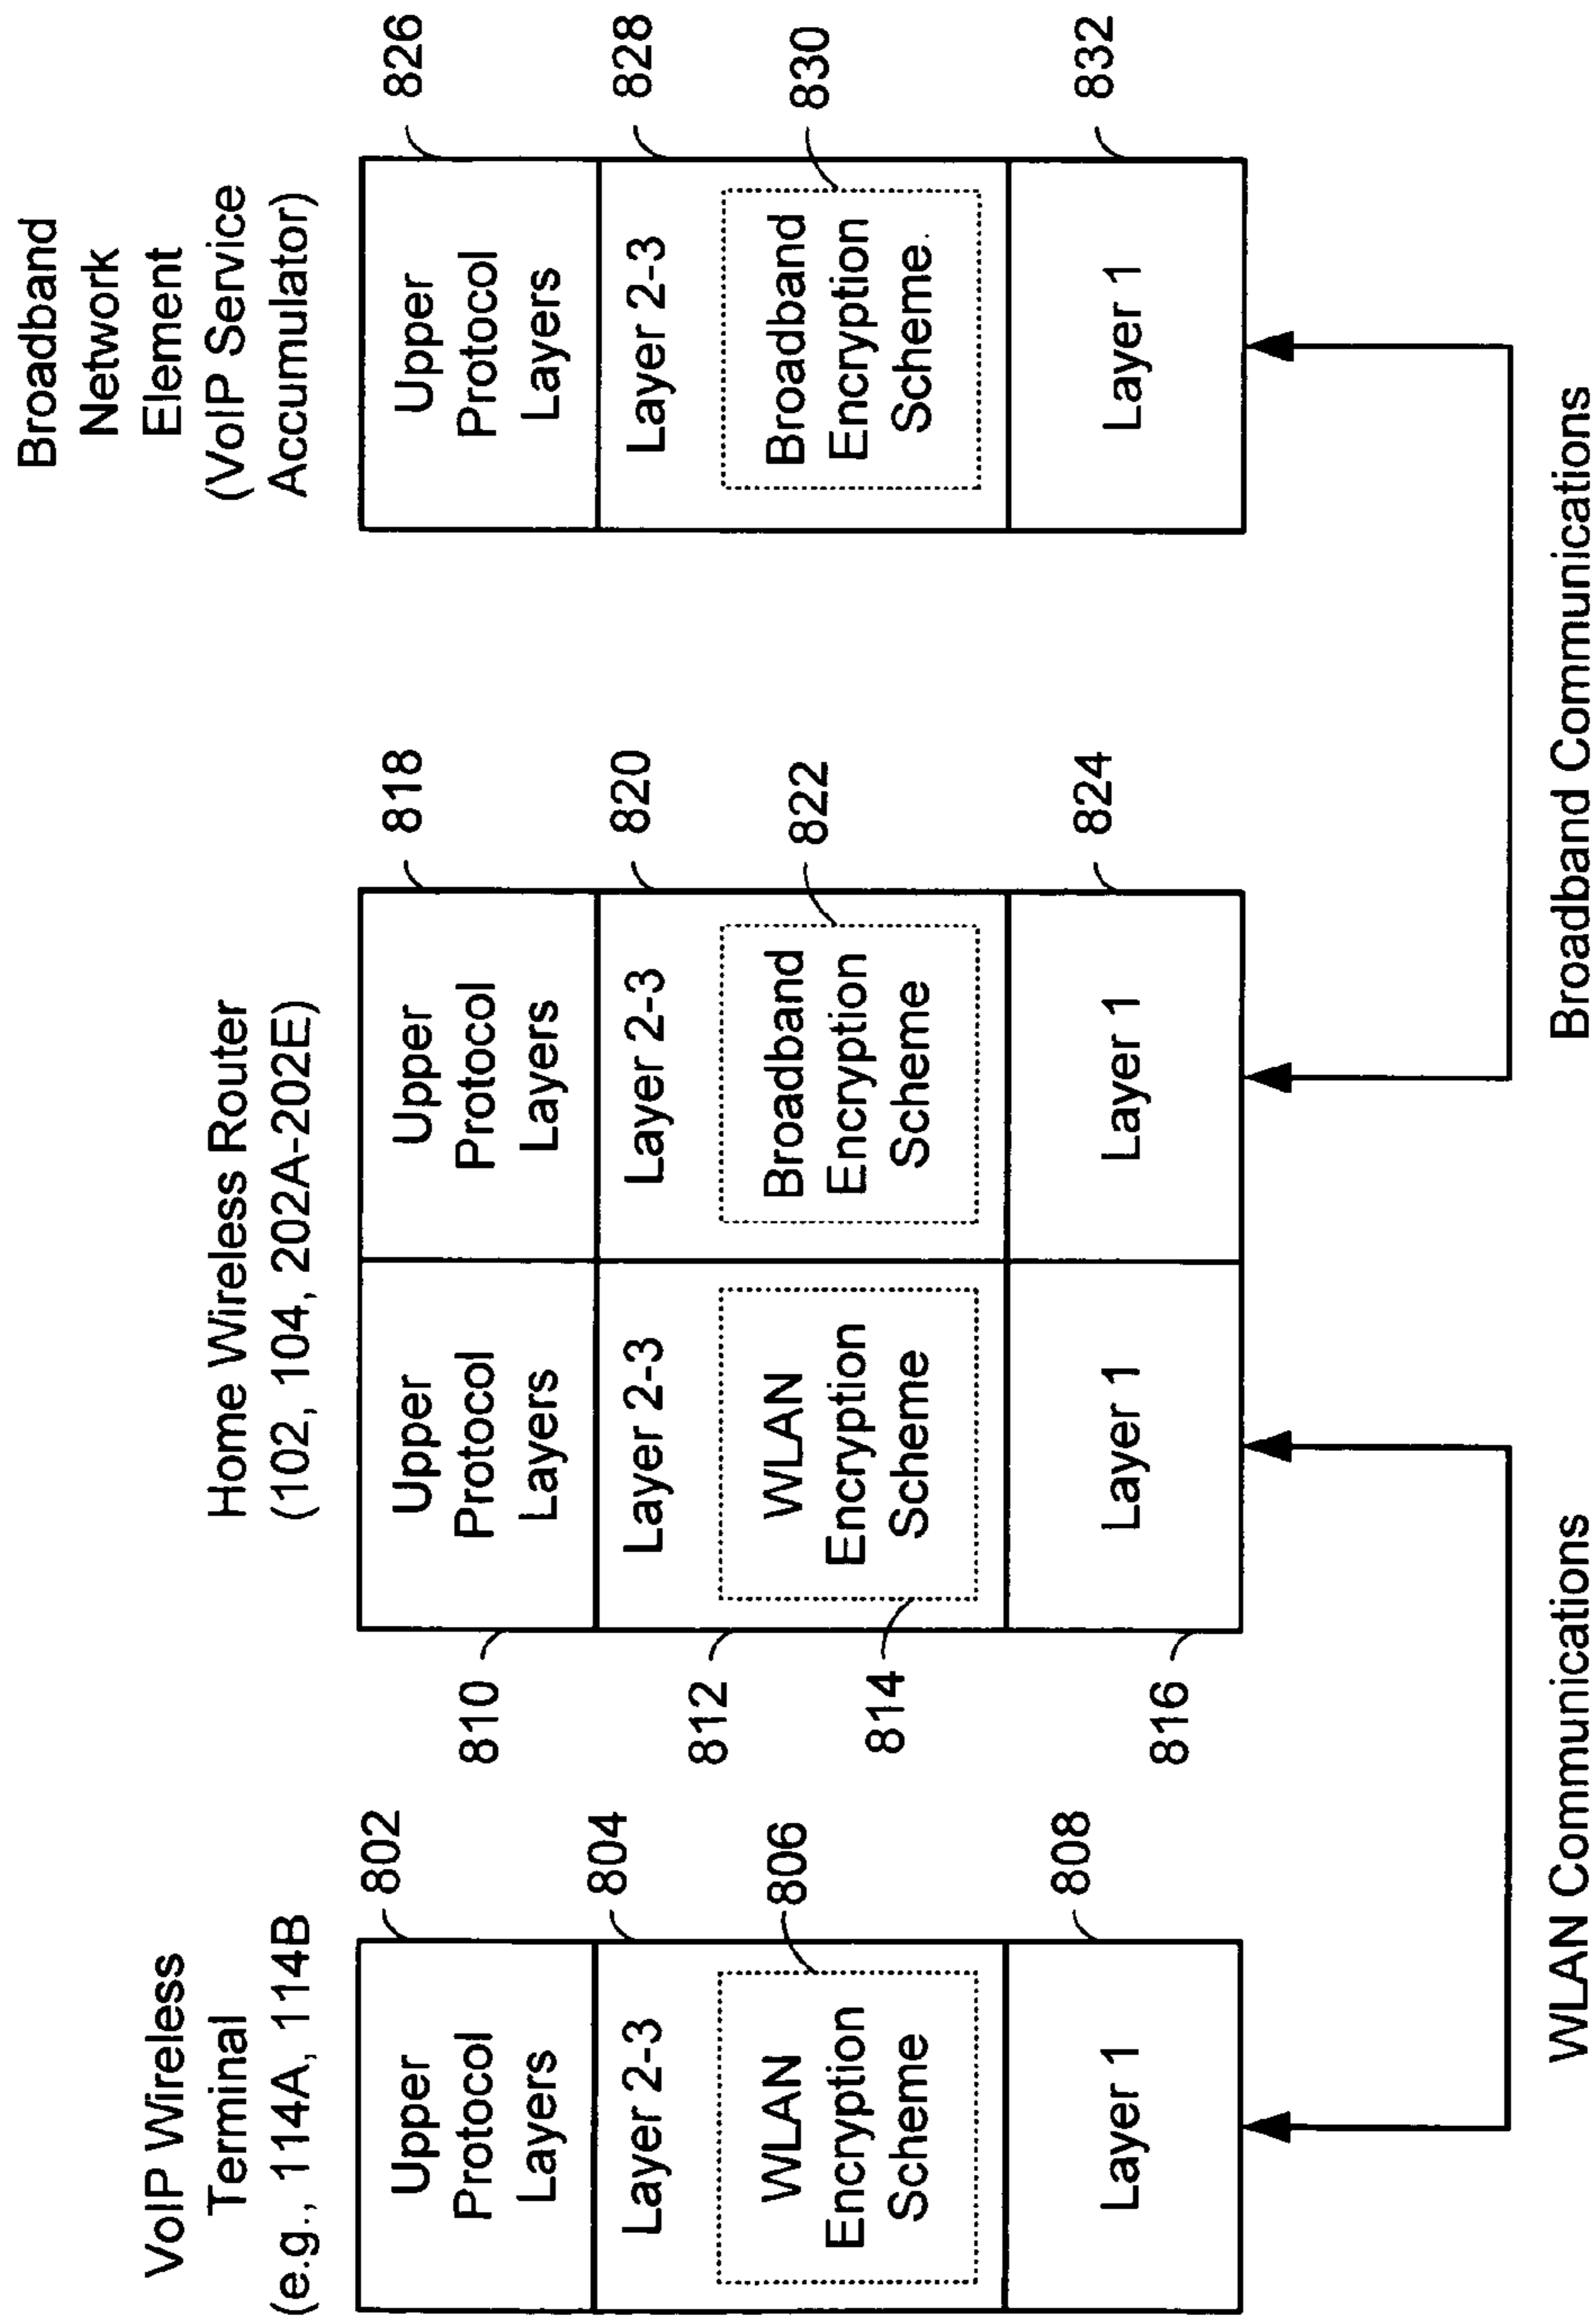 VoIP Wireless
Terminal
(e.g., 114A, 114B
802
Upper
Protocol
Layers
804
Layer 2-3
806
WLAN
Encryption
Scheme
808
Layer 1
Home Wireless Router
(102, 104, 202A-202E)
810
Upper
Protocol
Layers
812
Layer 2-3
814
WLAN
Encryption
Scheme
816
Layer 1
818
Upper
Protocol
Layers
820
Layer 2-3
822
Broadband
Encryption
Scheme
824
Layer 1
Broadband
Network
Element
(VoIP Service
Accumulator)
826
Upper
Protocol
Layers
828
Layer 2-3
830
Broadband
Encryption
Scheme.
832
Layer 1
WLAN Communications
Broadband Communications